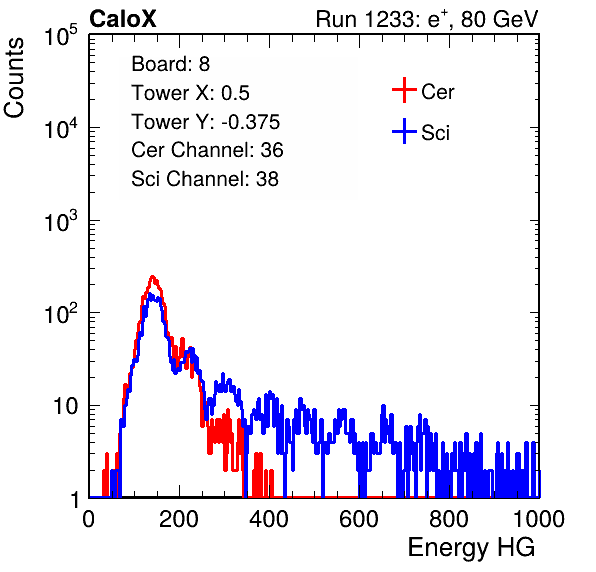 CaloX Run 1233: e⁺, 80 GeV
Counts
10⁵
10⁴
10³
10²
10
1
Board: 8
Tower X: 0.5
Tower Y: -0.375
Cer Channel: 36
Sci Channel: 38
Cer
Sci
0 200 400 600 800 1000
Energy HG